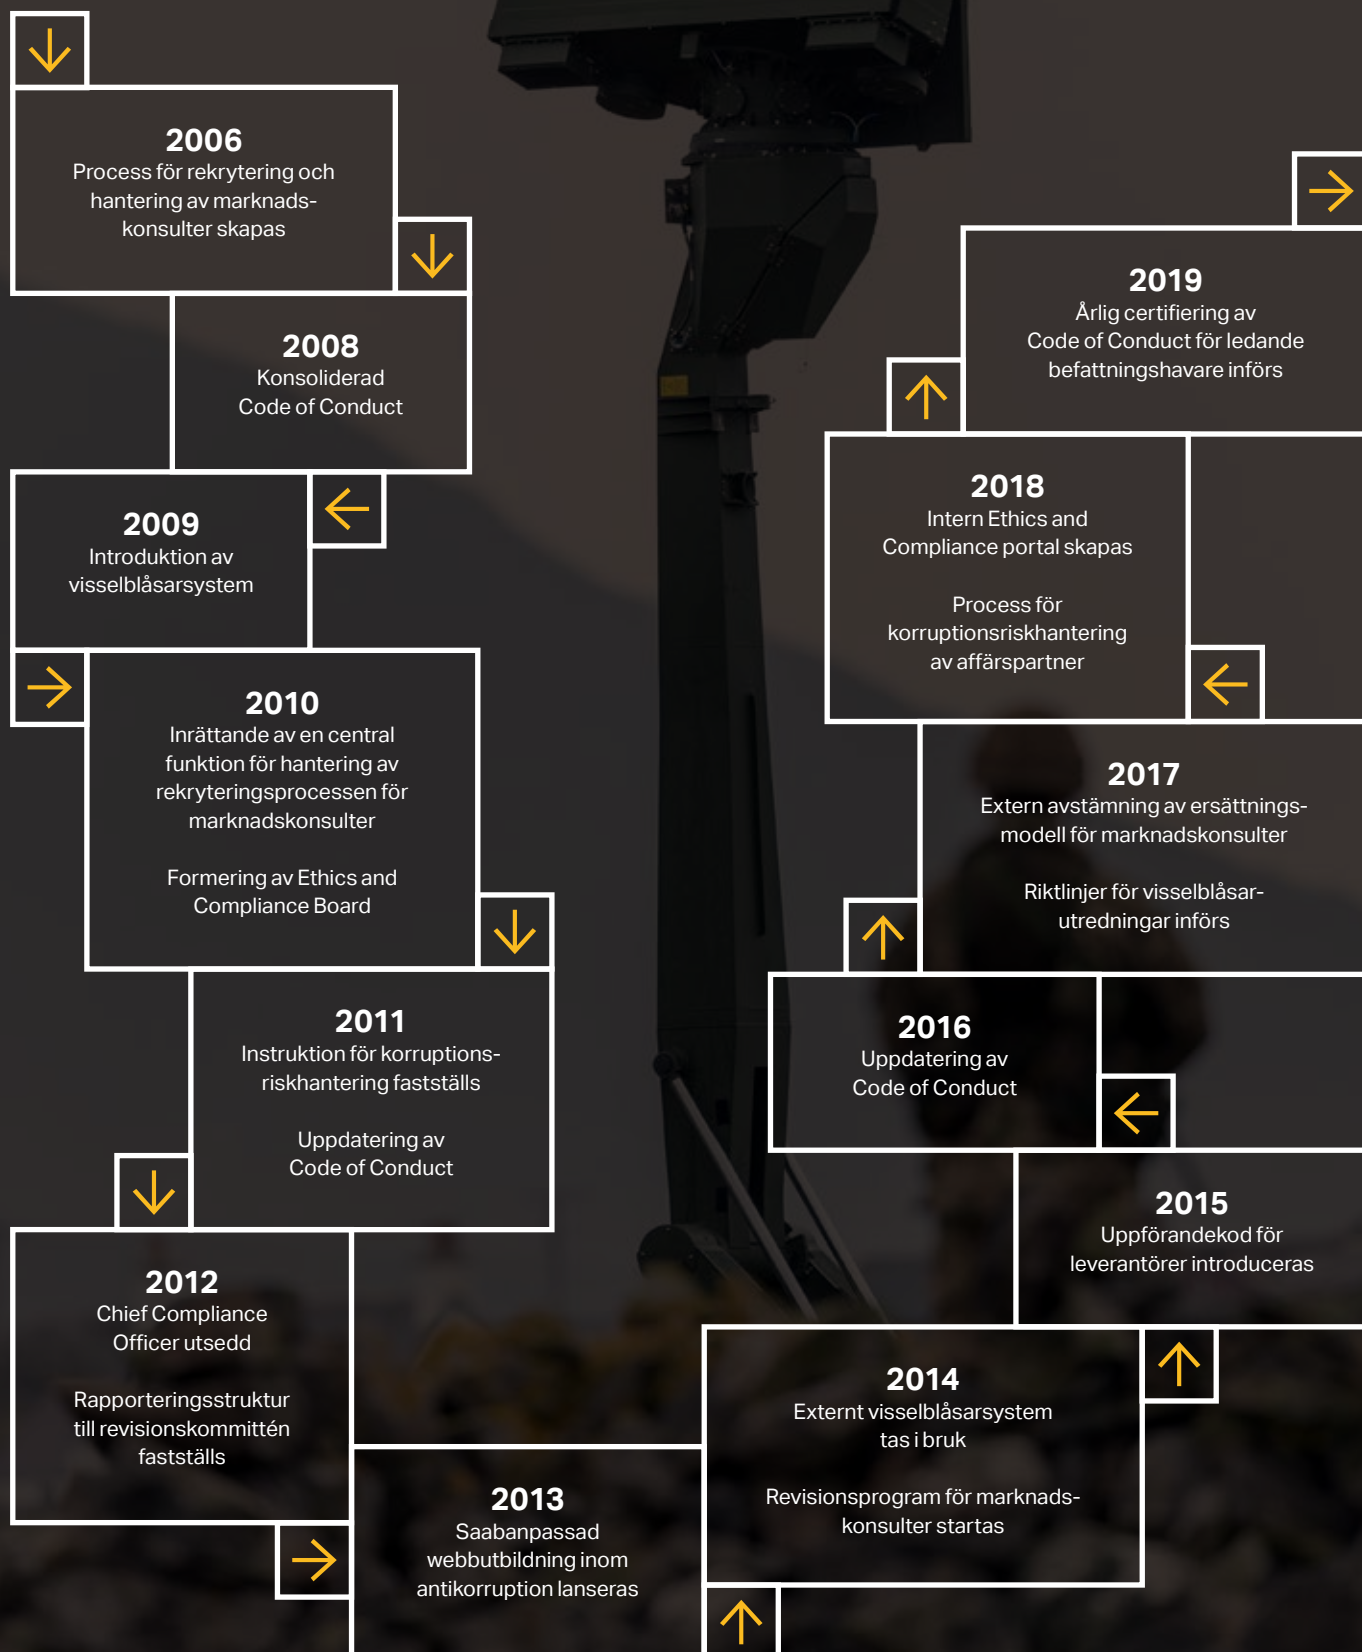 2006
Process för rekrytering och
hantering av marknads-
konsulter skapas
2008
Konsoliderad
Code of Conduct
2009
Introduktion av
visselblåsarsystem
2010
Inrättande av en central
funktion för hantering av
rekryteringsprocessen för
marknadskonsulter
Formering av Ethics and
Compliance Board
2011
Instruktion för korruptions-
riskhantering fastställs
Uppdatering av
Code of Conduct
2012
Chief Compliance
Officer utsedd
Rapporteringsstruktur
till revisionskommittén
fastställs
2013
Saabanpassad
webbutbildning inom
antikorruption lanseras
2014
Externt visselblåsarsystem
tas i bruk
Revisionsprogram för marknads-
konsulter startas
2015
Uppförandekod för
leverantörer introduceras
2016
Uppdatering av
Code of Conduct
2017
Extern avstämning av ersättnings-
modell för marknadskonsulter
Riktlinjer för visselblåsar-
utredningar införs
2018
Intern Ethics and
Compliance portal skapas
Process för
korruptionsriskhantering
av affärspartner
2019
Årlig certifiering av
Code of Conduct för ledande
befattningshavare införs